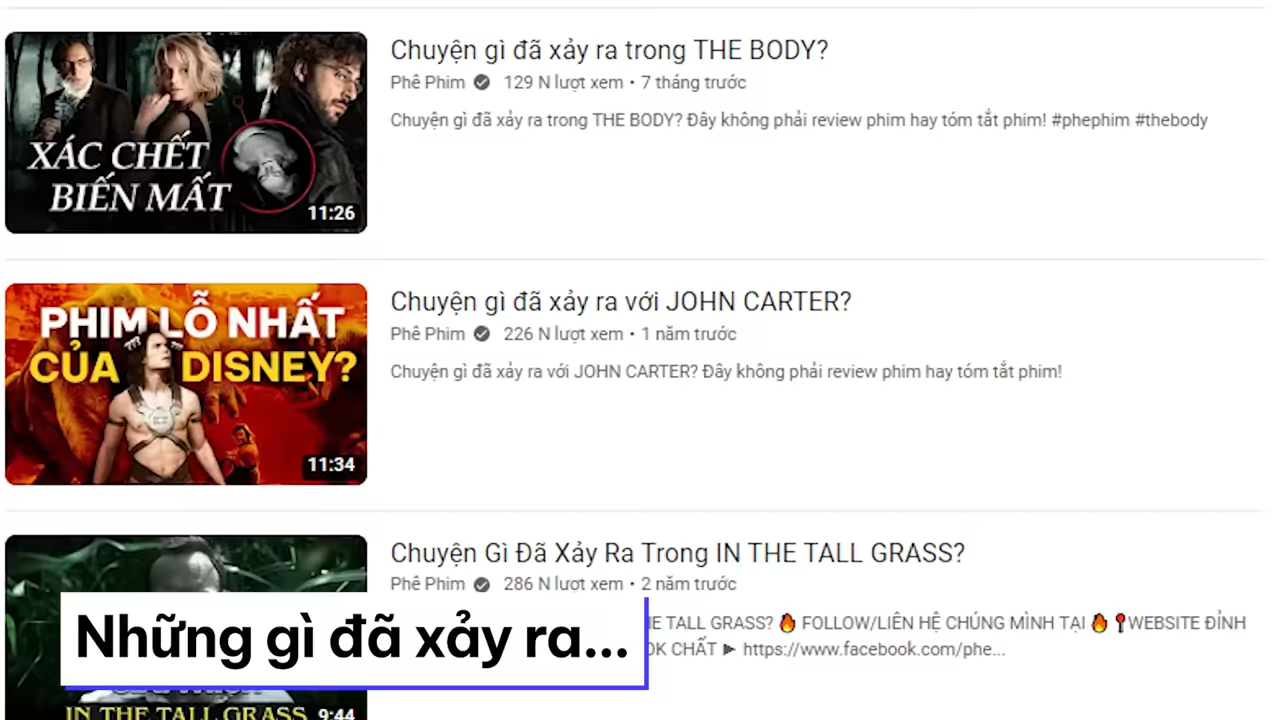 Chuyện gì đã xảy ra trong THE BODY?
Phê Phim 129 N lượt xem • 7 tháng trước
Chuyện gì đã xảy ra trong THE BODY? Đây không phải review phim hay tóm tắt phim! #phephim #thebody
XÁC CHẾT
BIẾN MẤT
11:26
Chuyện gì đã xảy ra với JOHN CARTER?
Phê Phim 226 N lượt xem • 1 năm trước
Chuyện gì đã xảy ra với JOHN CARTER? Đây không phải review phim hay tóm tắt phim!
PHIM LỖ NHẤT
CỦA DISNEY?
???
??
11:34
Chuyện Gì Đã Xảy Ra Trong IN THE TALL GRASS?
Phê Phim 286 N lượt xem • 2 năm trước
THE TALL GRASS? 🔥 FOLLOW/LIÊN HỆ CHÚNG MÌNH TẠI 🔥 📍WEBSITE ĐỈNH
OK CHẤT ► https://www.facebook.com/phe...
Những gì đã xảy ra...
IN THE TALL GRASS
9:44